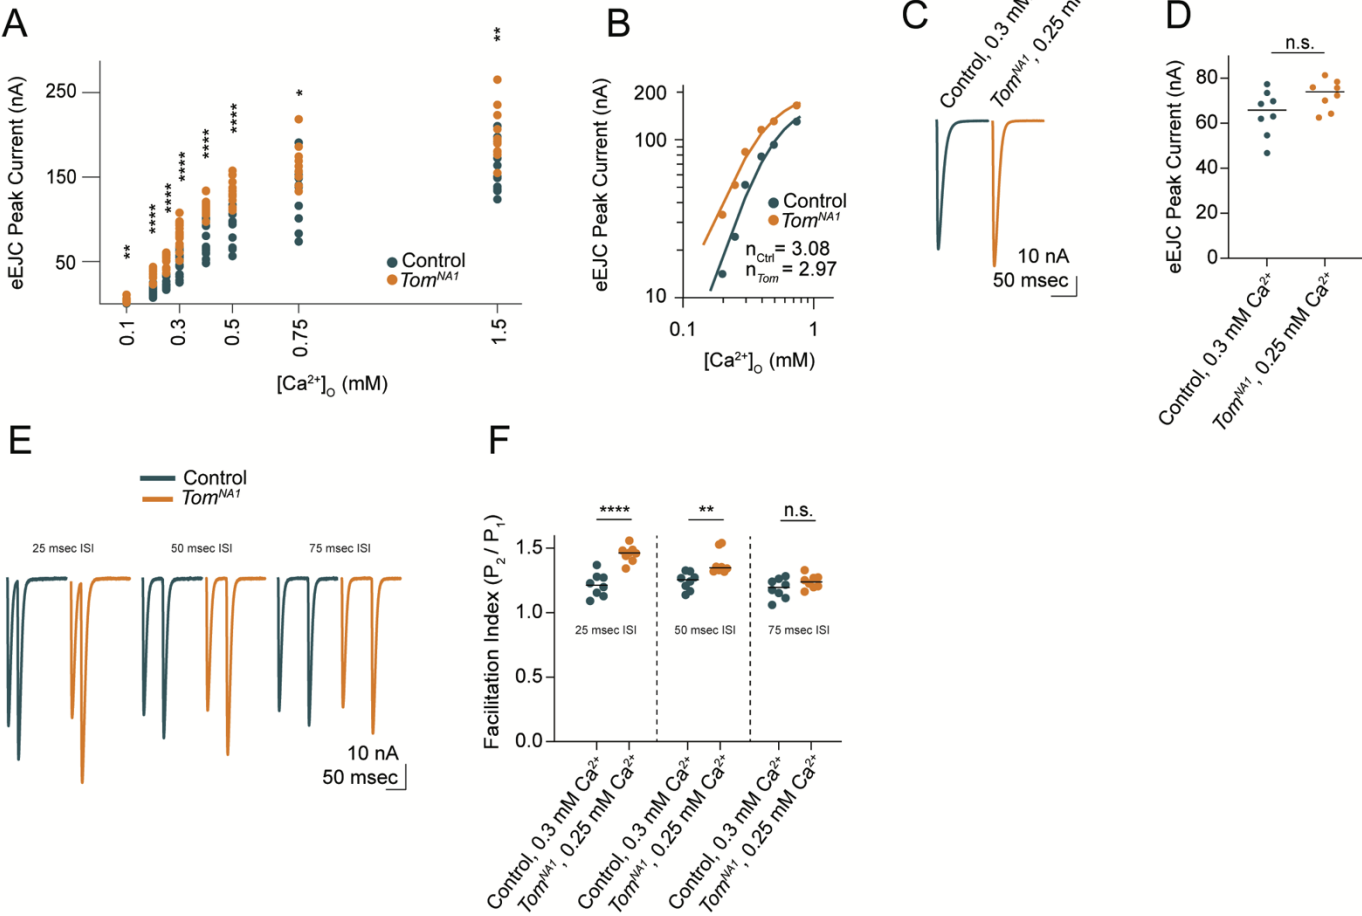 A
**
****
****
****
****
****
*
**
eEJC Peak Current (nA)
250
150
50
Control
Tom^NA1
0.1
0.3
0.5
0.75
1.5
[Ca²⁺]O (mM)
B
eEJC Peak Current (nA)
200
100
10
Control
Tom^NA1
nCtrl= 3.08
nTom = 2.97
0.1
1
[Ca²⁺]O (mM)
C
Control, 0.3 mM
Tom^NA1, 0.25 m
10 nA
50 msec
D
n.s.
eEJC Peak Current (nA)
80
60
40
20
0
Control, 0.3 mM Ca²⁺
Tom^NA1, 0.25 mM Ca²⁺
E
Control
Tom^NA1
25 msec ISI
50 msec ISI
75 msec ISI
10 nA
50 msec
F
****
**
n.s.
Facilitation Index (P2 / P1)
1.5
1.0
0.5
0.0
25 msec ISI
50 msec ISI
75 msec ISI
Control, 0.3 mM Ca²⁺
Tom^NA1, 0.25 mM Ca²⁺
Control, 0.3 mM Ca²⁺
Tom^NA1, 0.25 mM Ca²⁺
Control, 0.3 mM Ca²⁺
Tom^NA1, 0.25 mM Ca²⁺